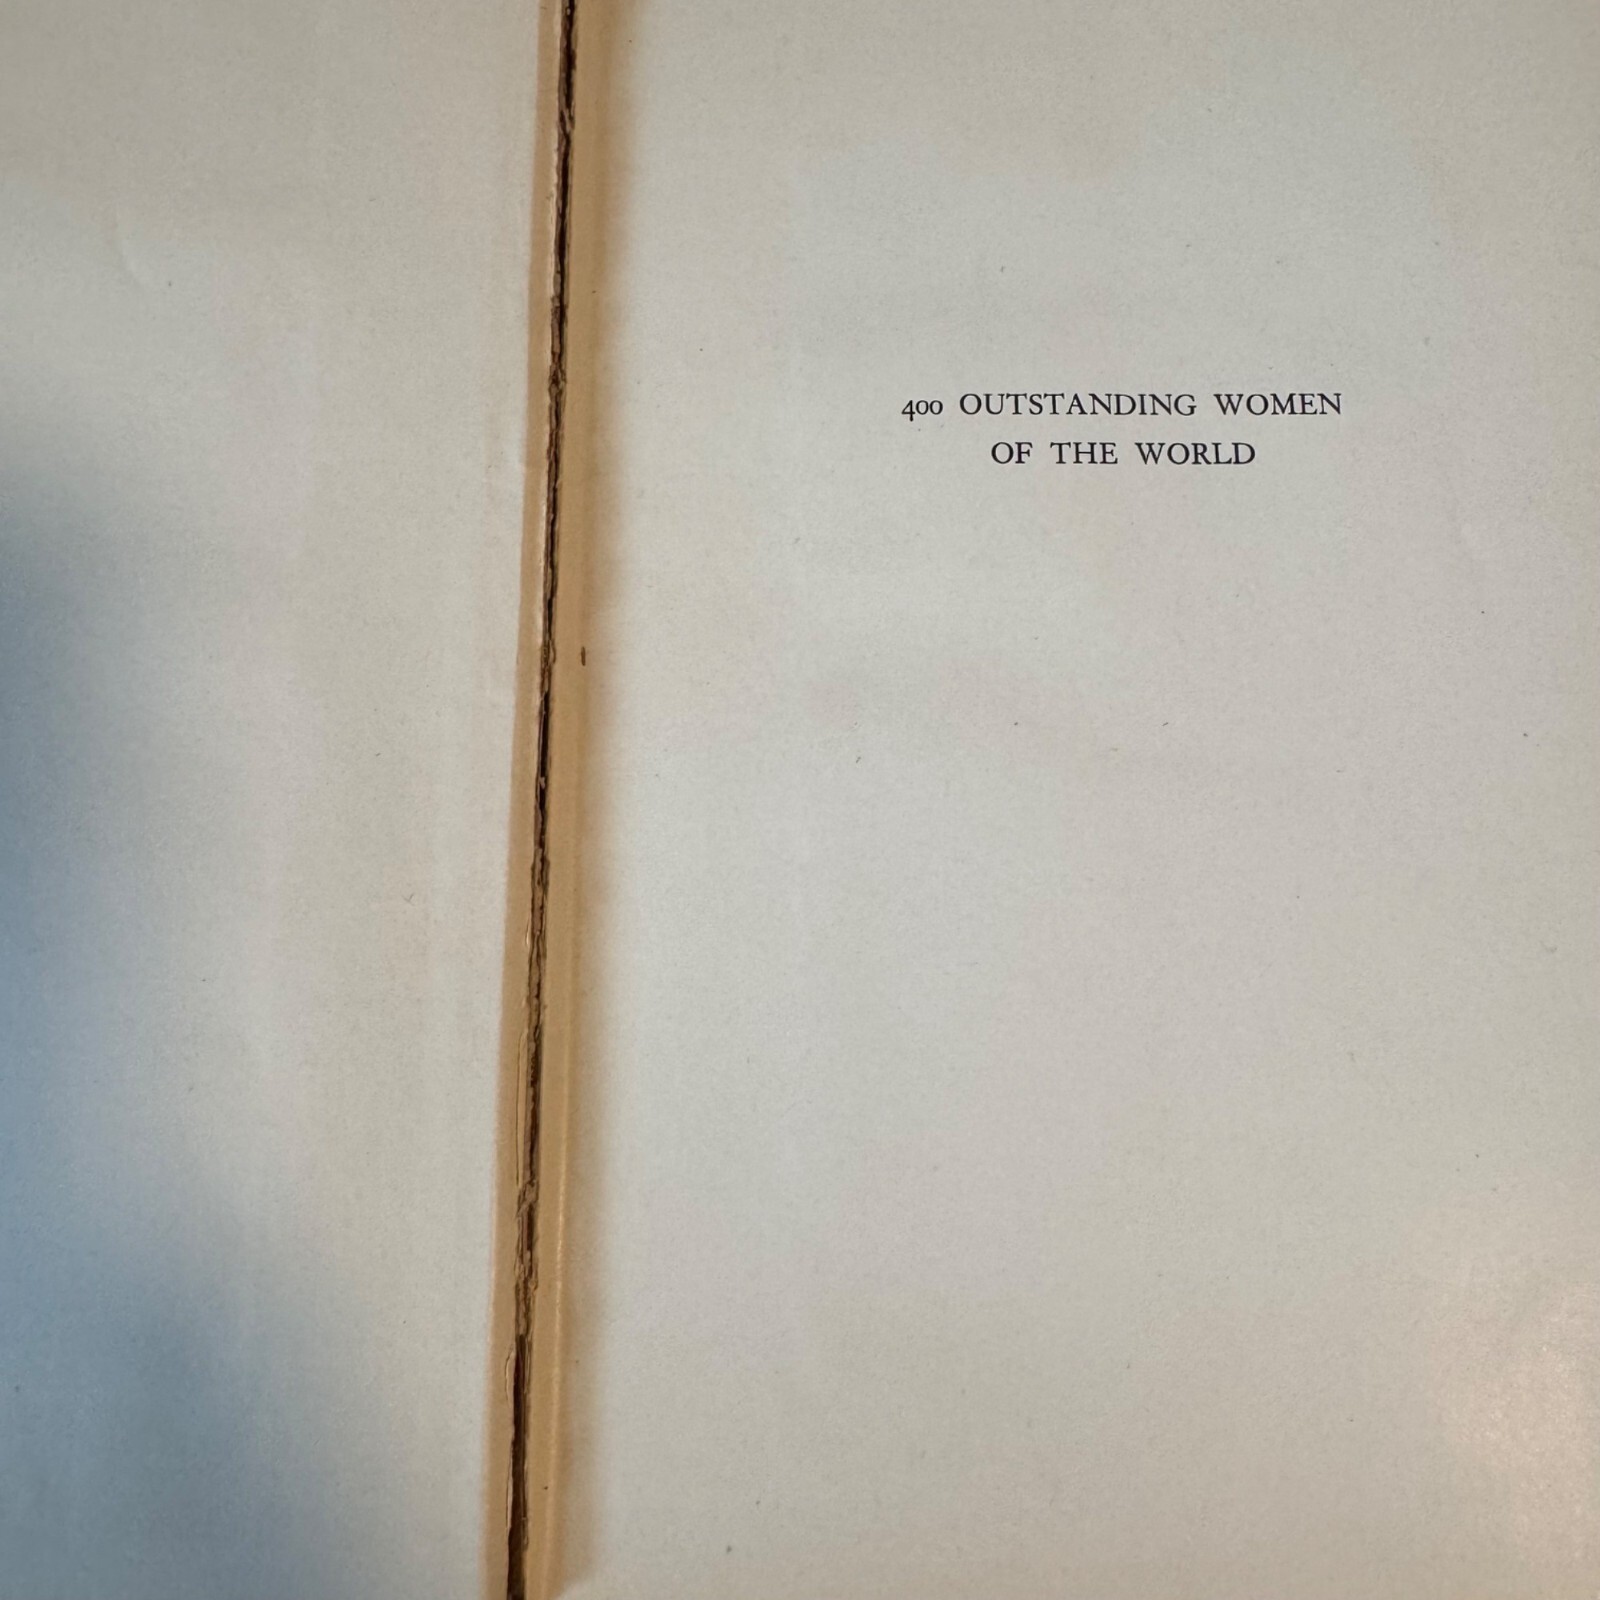 400 OUTSTANDING WOMEN
OF THE WORLD